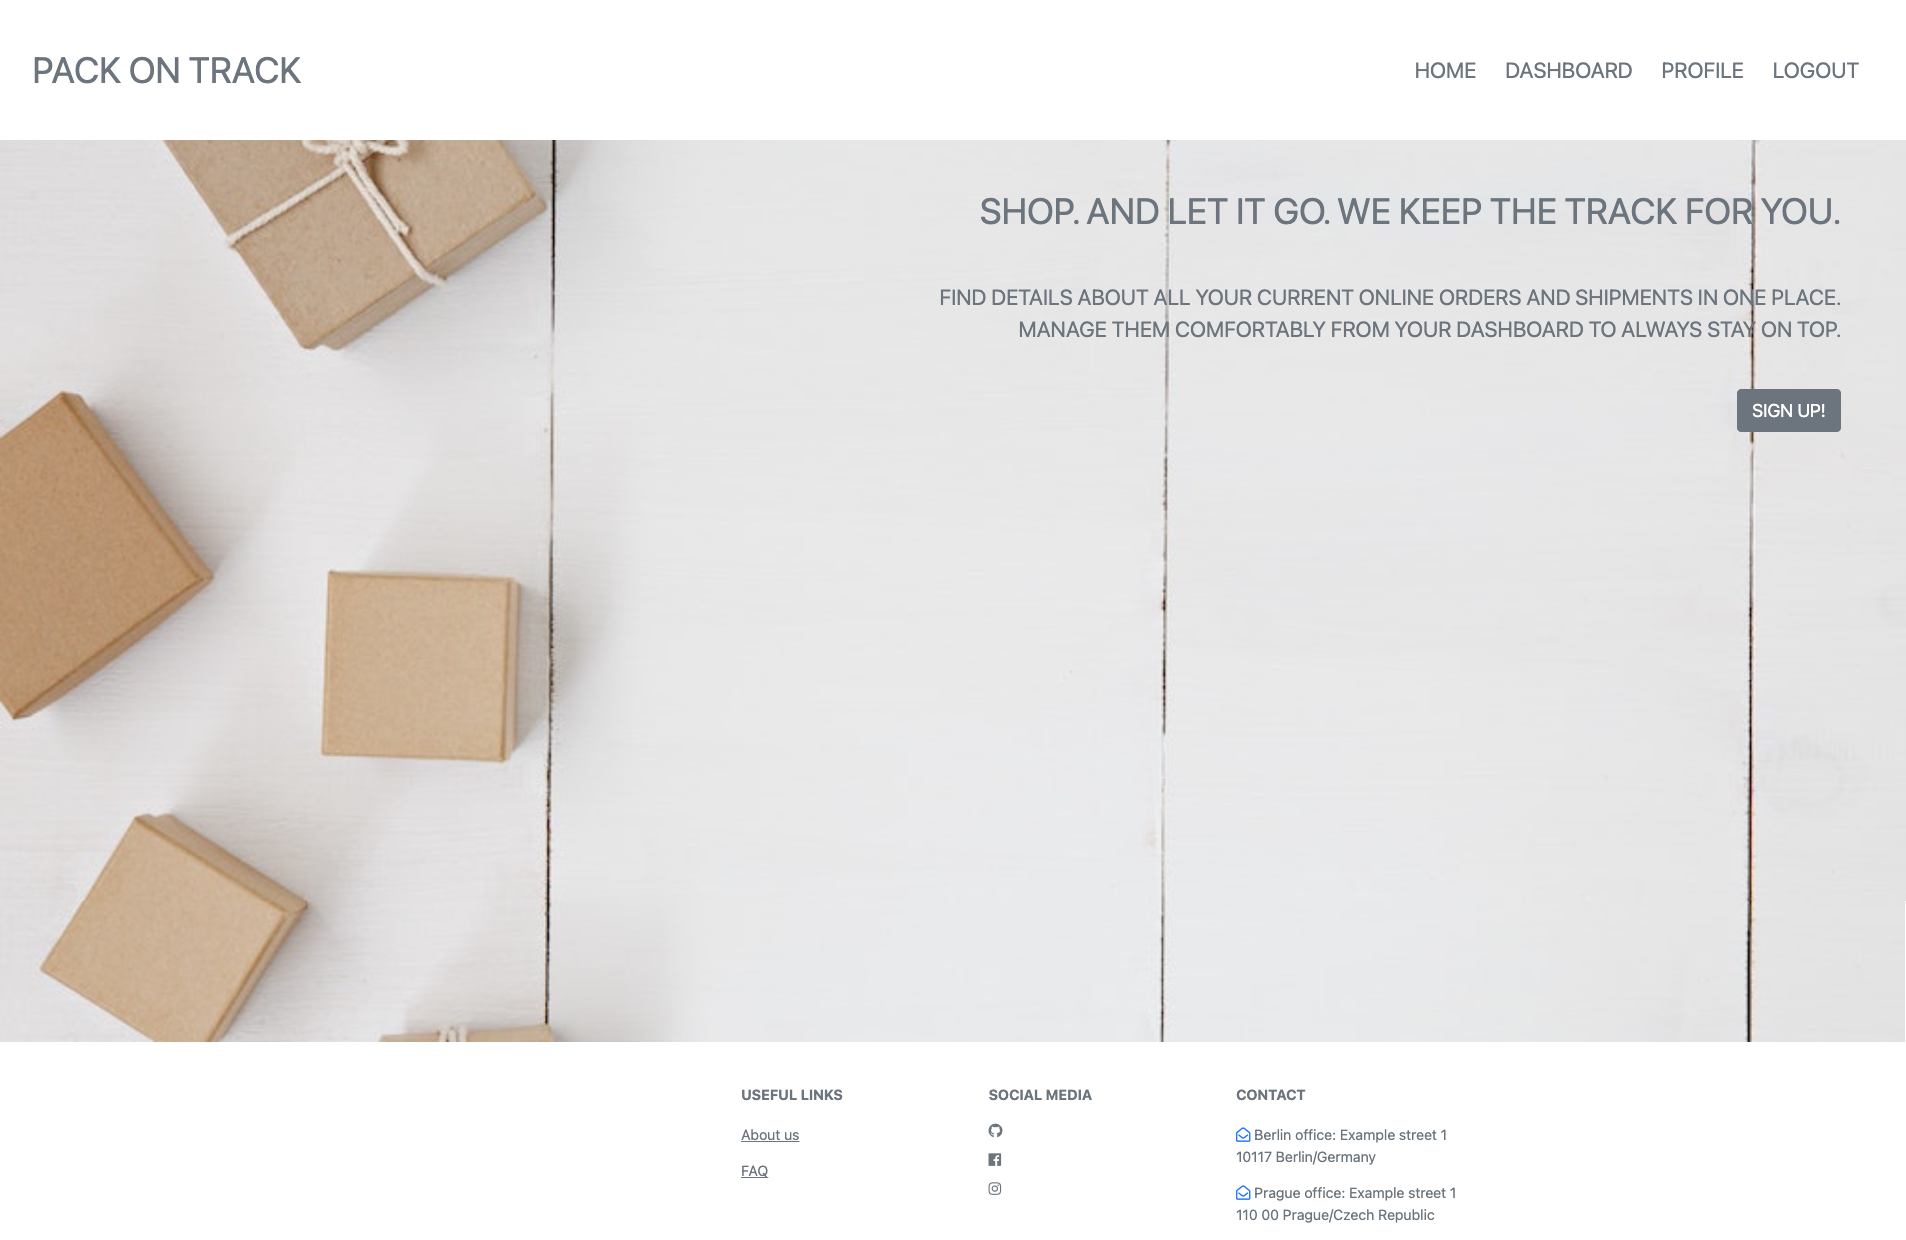 PACK ON TRACK
HOME DASHBOARD PROFILE LOGOUT
SHOP. AND LET IT GO. WE KEEP THE TRACK FOR YOU.
FIND DETAILS ABOUT ALL YOUR CURRENT ONLINE ORDERS AND SHIPMENTS IN ONE PLACE.
MANAGE THEM COMFORTABLY FROM YOUR DASHBOARD TO ALWAYS STAY ON TOP.
SIGN UP!
USEFUL LINKS
About us
FAQ
SOCIAL MEDIA
CONTACT
Berlin office: Example street 1
10117 Berlin/Germany
Prague office: Example street 1
110 00 Prague/Czech Republic